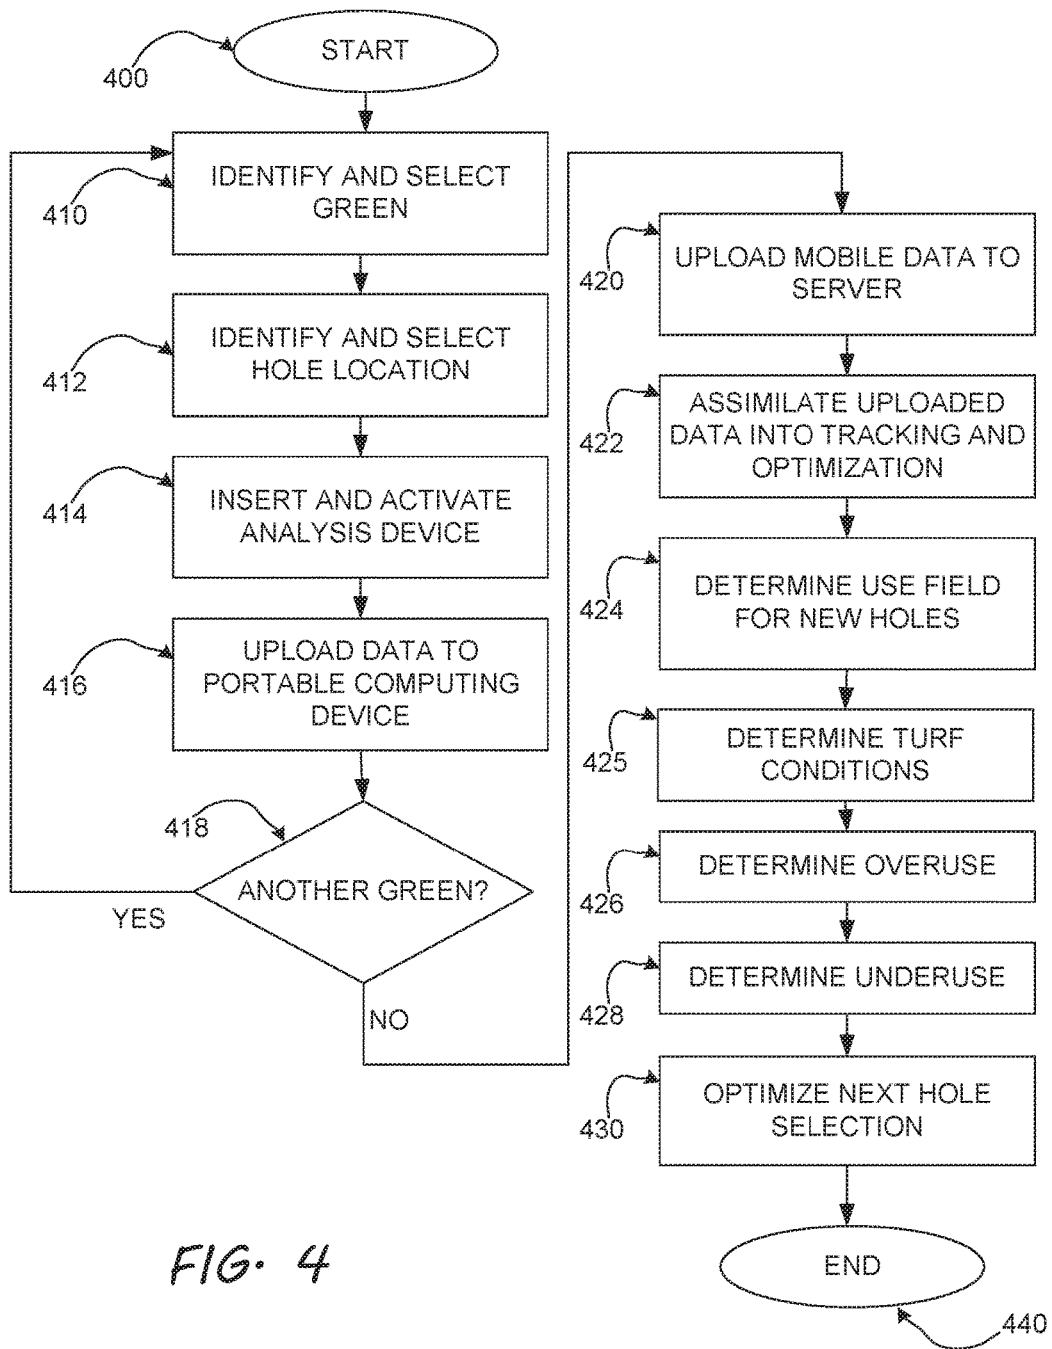 START
400
IDENTIFY AND SELECT
GREEN
410
IDENTIFY AND SELECT
HOLE LOCATION
412
INSERT AND ACTIVATE
ANALYSIS DEVICE
414
UPLOAD DATA TO
PORTABLE COMPUTING
DEVICE
416
418
ANOTHER GREEN?
YES
NO
UPLOAD MOBILE DATA TO
SERVER
420
ASSIMILATE UPLOADED
DATA INTO TRACKING AND
OPTIMIZATION
422
DETERMINE USE FIELD
FOR NEW HOLES
424
DETERMINE TURF
CONDITIONS
425
DETERMINE OVERUSE
426
DETERMINE UNDERUSE
428
OPTIMIZE NEXT HOLE
SELECTION
430
END
440
FIG. 4